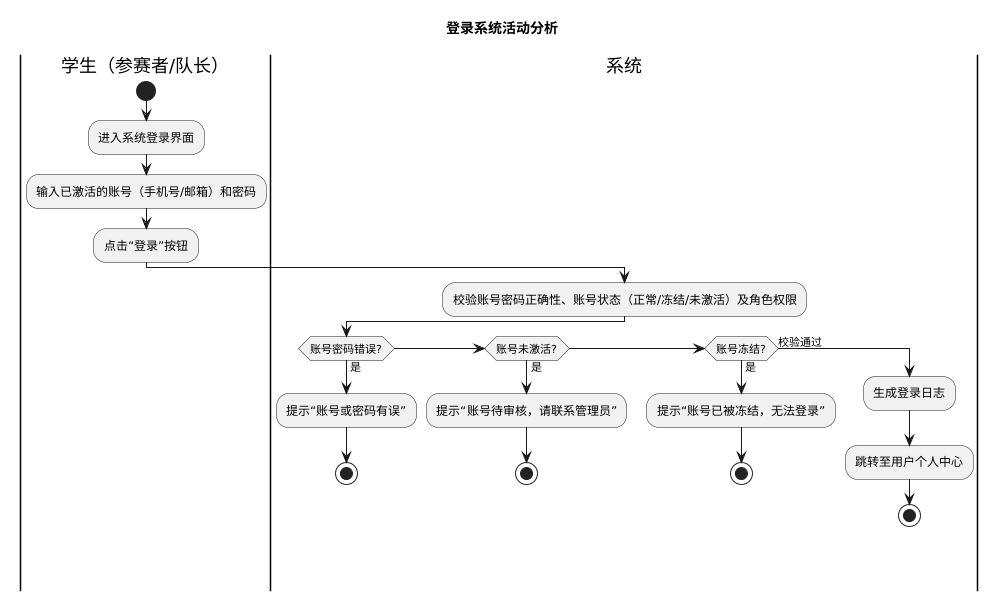 登录系统活动分析
学生（参赛者/队长）
系统
进入系统登录界面
输入已激活的账号（手机号/邮箱）和密码
点击“登录”按钮
校验账号密码正确性、账号状态（正常/冻结/未激活）及角色权限
账号密码错误?
是
提示“账号或密码有误”
账号未激活?
是
提示“账号待审核，请联系管理员”
账号冻结?
是
提示“账号已被冻结，无法登录”
校验通过
生成登录日志
跳转至用户个人中心